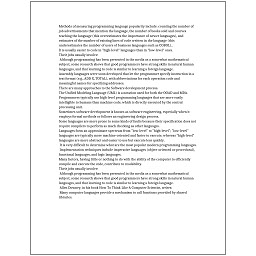 Methods of measuring programming language popularity include: counting the number of
job advertisements that mention the language, the number of books sold and courses
teaching the language (this overestimates the importance of newer languages), and
estimates of the number of existing lines of code written in the language (this
underestimates the number of users of business languages such as COBOL).
It is usually easier to code in "high-level" languages than in "low-level" ones.
There jobs usually involve:
Although programming has been presented in the media as a somewhat mathematical
subject, some research shows that good programmers have strong skills in natural human
languages, and that learning to code is similar to learning a foreign language.
Assembly languages were soon developed that let the programmer specify instruction in a
text format (e.g., ADD X, TOTAL), with abbreviations for each operation code and
meaningful names for specifying addresses.
There are many approaches to the Software development process.
The Unified Modeling Language (UML) is a notation used for both the OOAD and MDA.
Programmers typically use high-level programming languages that are more easily
intelligible to humans than machine code, which is directly executed by the central
processing unit.
Sometimes software development is known as software engineering, especially when it
employs formal methods or follows an engineering design process.
Some languages are more prone to some kinds of faults because their specification does not
require compilers to perform as much checking as other languages.
Languages form an approximate spectrum from "low-level" to "high-level"; "low-level"
languages are typically more machine-oriented and faster to execute, whereas "high-level"
languages are more abstract and easier to use but execute less quickly.
It is very difficult to determine what are the most popular modern programming languages.
Implementation techniques include imperative languages (object-oriented or procedural),
functional languages, and logic languages.
Many factors, having little or nothing to do with the ability of the computer to efficiently
compile and execute the code, contribute to readability.
There jobs usually involve:
Although programming has been presented in the media as a somewhat mathematical
subject, some research shows that good programmers have strong skills in natural human
languages, and that learning to code is similar to learning a foreign language.
Allen Downey, in his book How To Think Like A Computer Scientist, writes:
Many computer languages provide a mechanism to call functions provided by shared
libraries.